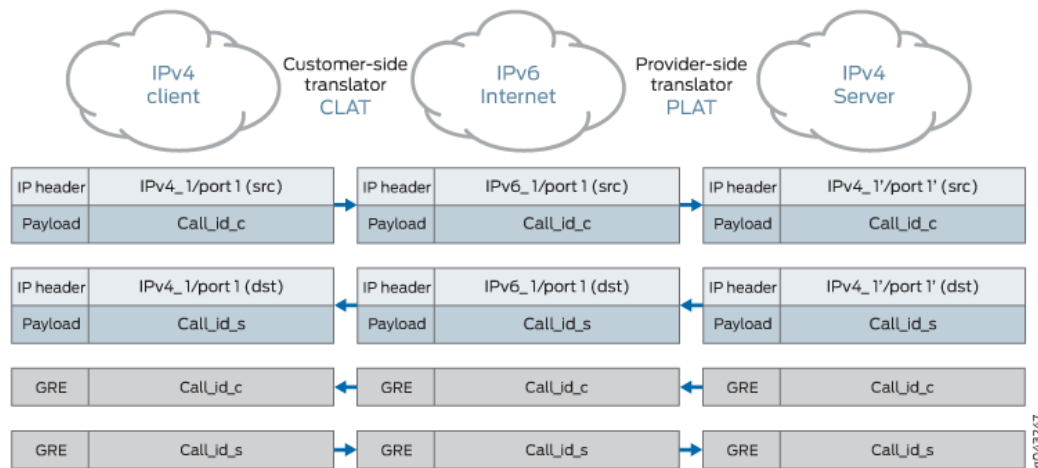 IPv4
client
Customer-side
translator
CLAT
IPv6
Internet
Provider-side
translator
PLAT
IPv4
Server
IP header IPv4_1/port 1 (src) IP header IPv6_1/port 1 (src) IP header IPv4_1'/port 1' (src)
Payload Call_id_c Payload Call_id_c Payload Call_id_c
IP header IPv4_1/port 1 (dst) IP header IPv6_1/port 1 (dst) IP header IPv4_1'/port 1' (dst)
Payload Call_id_s Payload Call_id_s Payload Call_id_s
GRE Call_id_c GRE Call_id_c GRE Call_id_c
GRE Call_id_s GRE Call_id_s GRE Call_id_s
g043247